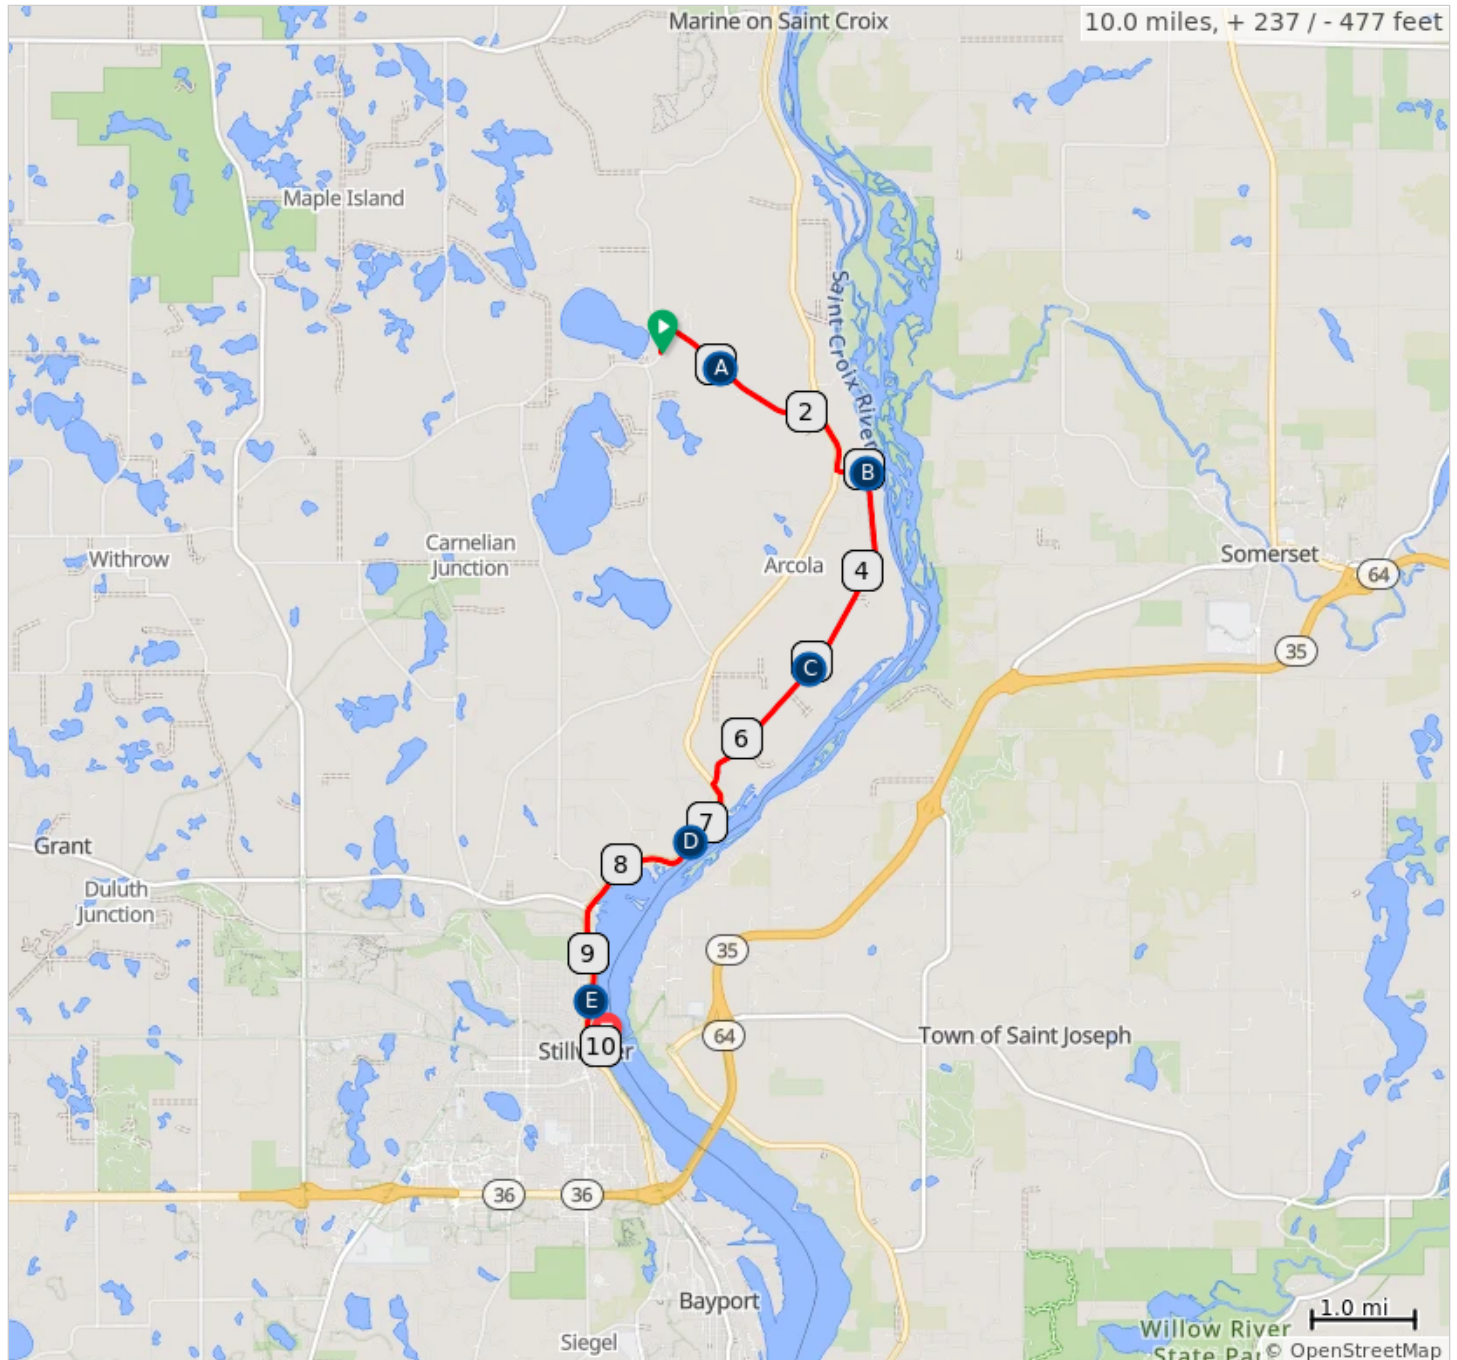 Marine on Saint Croix
10.0 miles, + 237 / - 477 feet
Maple Island
Saint Croix River
A
2
B
Withrow
Carnelian
Junction
Arcola
4
Somerset
64
35
C
6
7
D
8
Grant
Duluth
Junction
9
35
E
64
10
Town of Saint Joseph
36
36
Bayport
Siegel
1.0 mi
Willow River
© OpenStreetMap